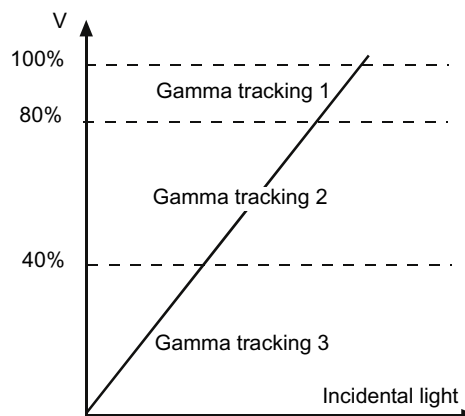 V
100%
Gamma tracking 1
80%
Gamma tracking 2
40%
Gamma tracking 3
Incidental light